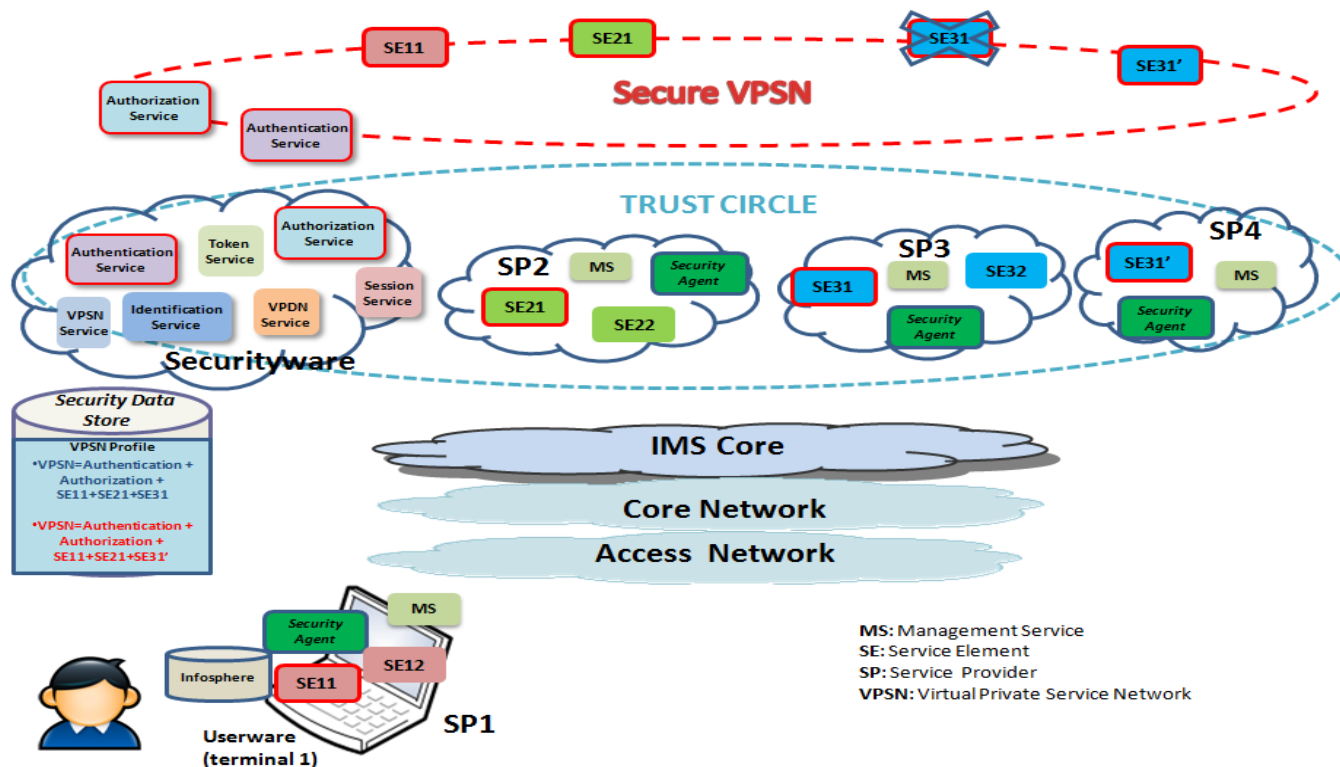 SE11
SE21
SE31
SE31’
Secure VPSN
Authorization
Service
Authentication
Service
TRUST CIRCLE
Authentication
Service
Token
Service
Authorization
Service
VPSN
Service
Identification
Service
VPDN
Service
Session
Service
Securityware
SP2
MS
Security
Agent
SE21
SE22
SP3
SE31
MS
SE32
Security
Agent
SP4
SE31’
MS
Security
Agent
Security Data
Store
VPSN Profile
•VPSN=Authentication +
Authorization +
SE11+SE21+SE31
•VPSN=Authentication +
Authorization +
SE11+SE21+SE31’
IMS Core
Core Network
Access Network
MS
Security
Agent
SE12
Infosphere
SE11
SP1
Userware
(terminal 1)
MS: Management Service
SE: Service Element
SP: Service Provider
VPSN: Virtual Private Service Network